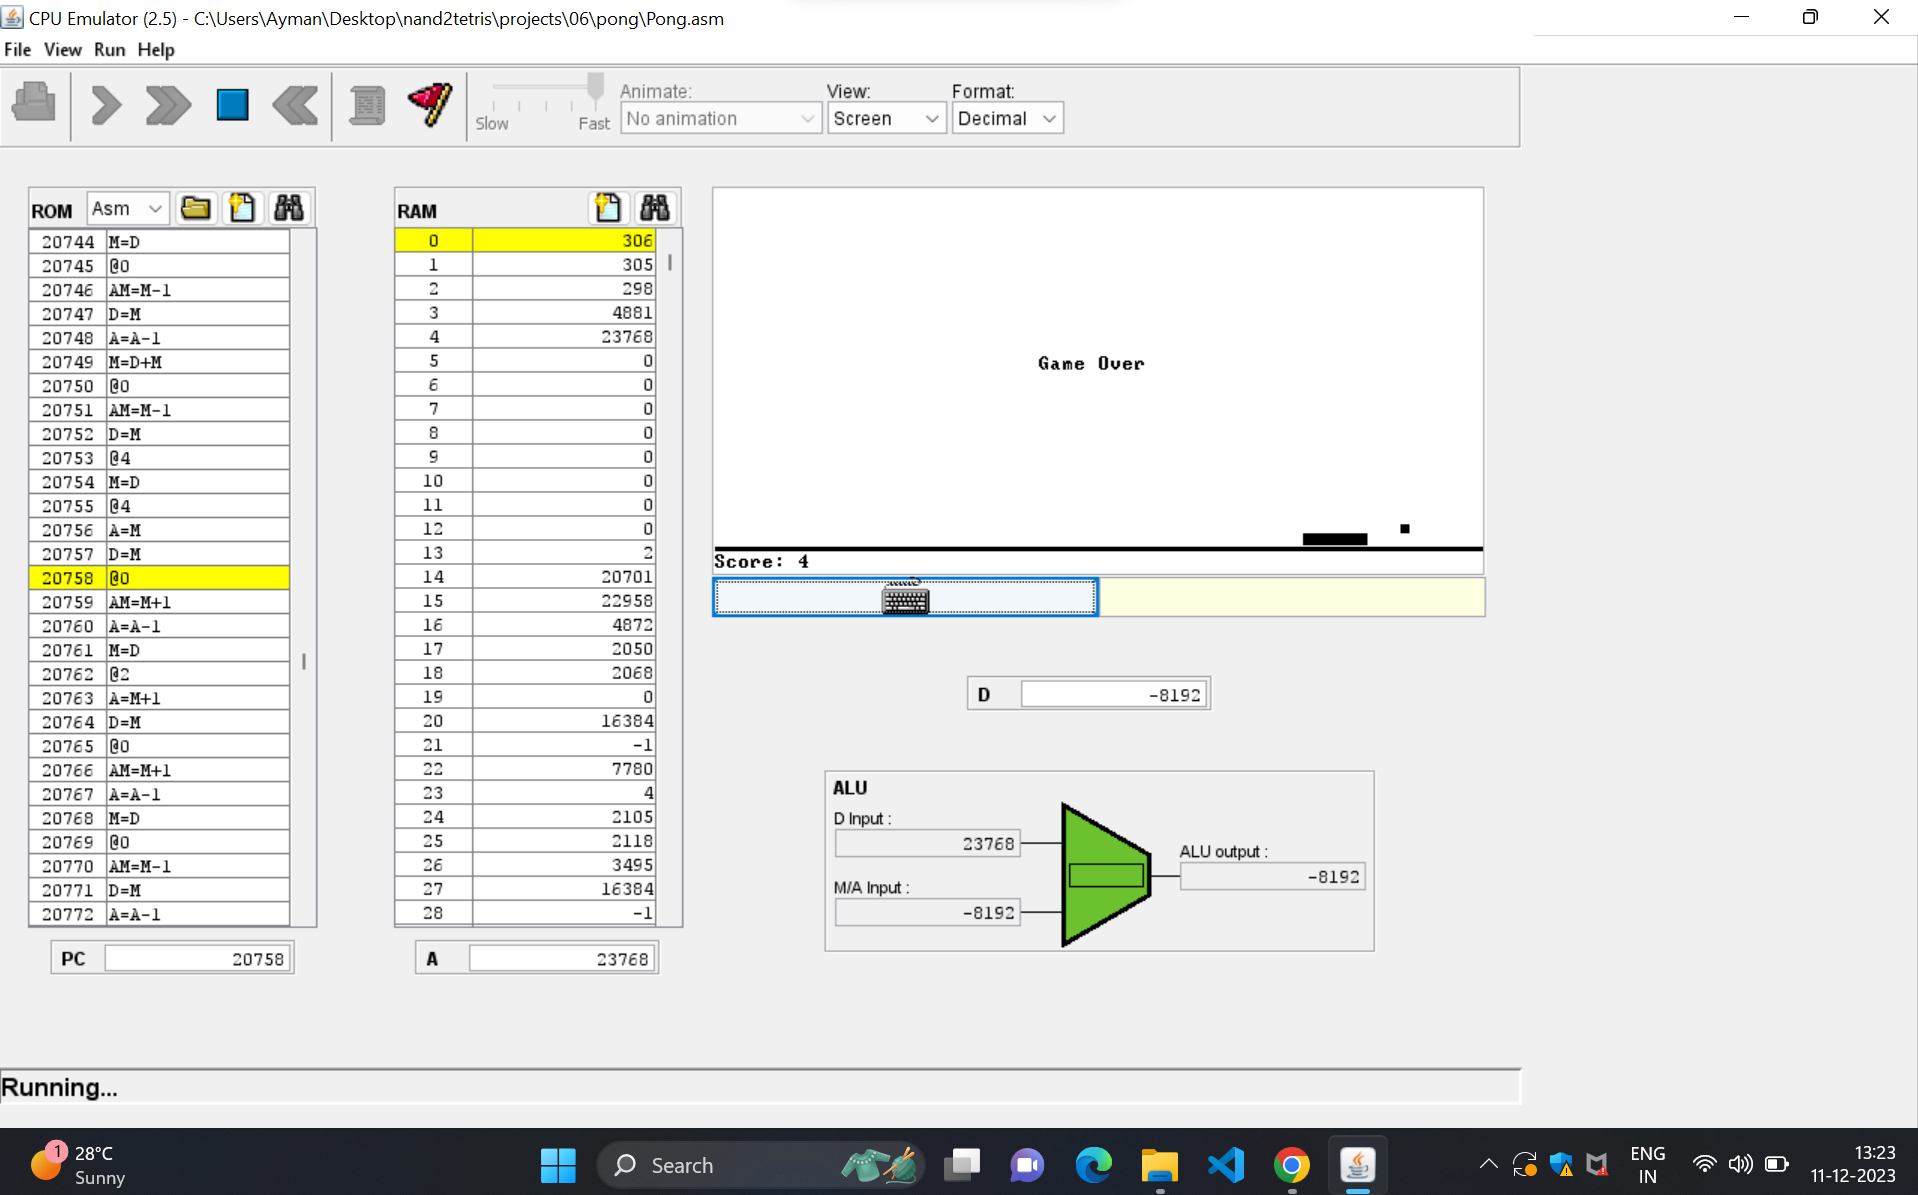 CPU Emulator (2.5) - C:\Users\Ayman\Desktop\nand2tetris\projects\06\pong\Pong.asm
File View Run Help
Slow Fast
Animate: View: Format:
No animation Screen Decimal
ROM Asm
20744 M=D
20745 @0
20746 AM=M-1
20747 D=M
20748 A=A-1
20749 M=D+M
20750 @0
20751 AM=M-1
20752 D=M
20753 @4
20754 M=D
20755 @4
20756 A=M
20757 D=M
20758 @0
20759 AM=M+1
20760 A=A-1
20761 M=D
20762 @2
20763 A=M+1
20764 D=M
20765 @0
20766 AM=M+1
20767 A=A-1
20768 M=D
20769 @0
20770 AM=M-1
20771 D=M
20772 A=A-1
PC 20758
RAM
0 306
1 305
2 298
3 4881
4 23768
5 0
6 0
7 0
8 0
9 0
10 0
11 0
12 0
13 2
14 20701
15 22958
16 4872
17 2050
18 2068
19 0
20 16384
21 -1
22 7780
23 4
24 2105
25 2118
26 3495
27 16384
28 -1
A 23768
Game Over
Score: 4
D -8192
ALU
D Input :
23768
M/A Input :
-8192
ALU output :
-8192
Running...
1
28°C
Sunny
Search
ENG
IN
13:23
11-12-2023